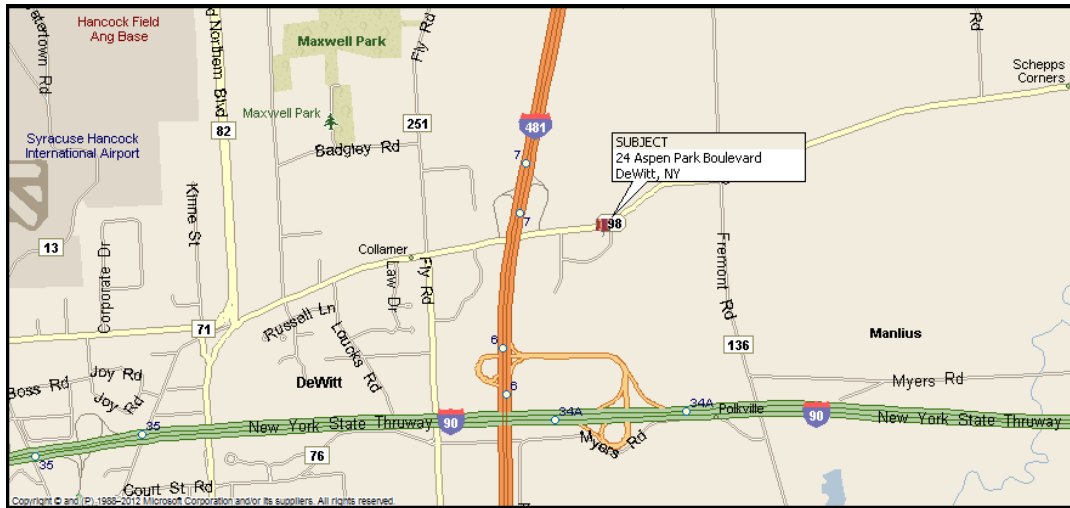 Hancock Field
Ang Base
Watertown Rd
Northern Blvd
Maxwell Park
Fly Rd
Rd
Schepps
Corners
82
Maxwell Park
251
481
Syracuse Hancock
International Airport
Badgley Rd
7
SUBJECT
24 Aspen Park Boulevard
DeWitt, NY
Kinne St
7
98
13
Corporate Dr
Collamer
Fly Rd
Law Dr
Fremont Rd
Russell Ln
Loucks Rd
71
6
136
Manlius
Boss Rd
Joy Rd
DeWitt
Myers Rd
Joy Rd
6
34A
34A
Polkville
35
New York State Thruway
90
90
New York State Thruway
35
76
Myers Rd
Court St Rd
Copyright © and (P) 1988–2012 Microsoft Corporation and/or its suppliers. All rights reserved.